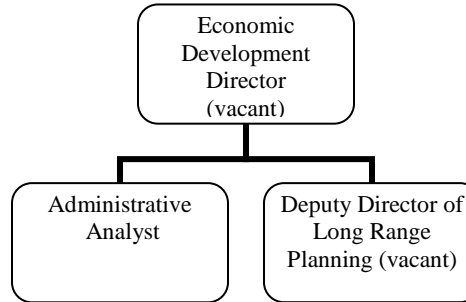 Economic
Development
Director
(vacant)
Administrative
Analyst
Deputy Director of
Long Range
Planning (vacant)